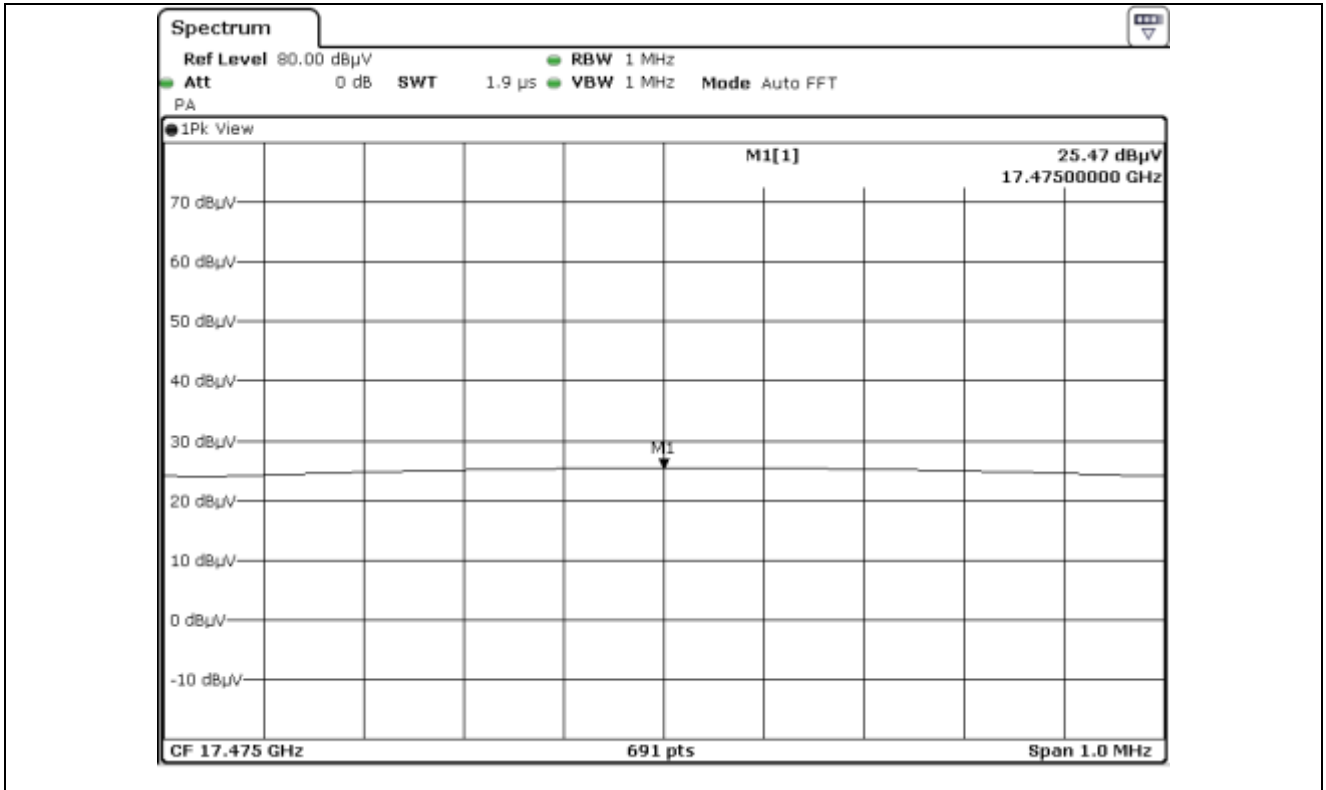 Spectrum
Ref Level 80.00 dBµV RBW 1 MHz
Att 0 dB SWT 1.9 µs VBW 1 MHz Mode Auto FFT
PA
1Pk View
M1[1] 25.47 dBµV
17.47500000 GHz
70 dBµV
60 dBµV
50 dBµV
40 dBµV
30 dBµV
M1
20 dBµV
10 dBµV
0 dBµV
-10 dBµV
CF 17.475 GHz 691 pts Span 1.0 MHz